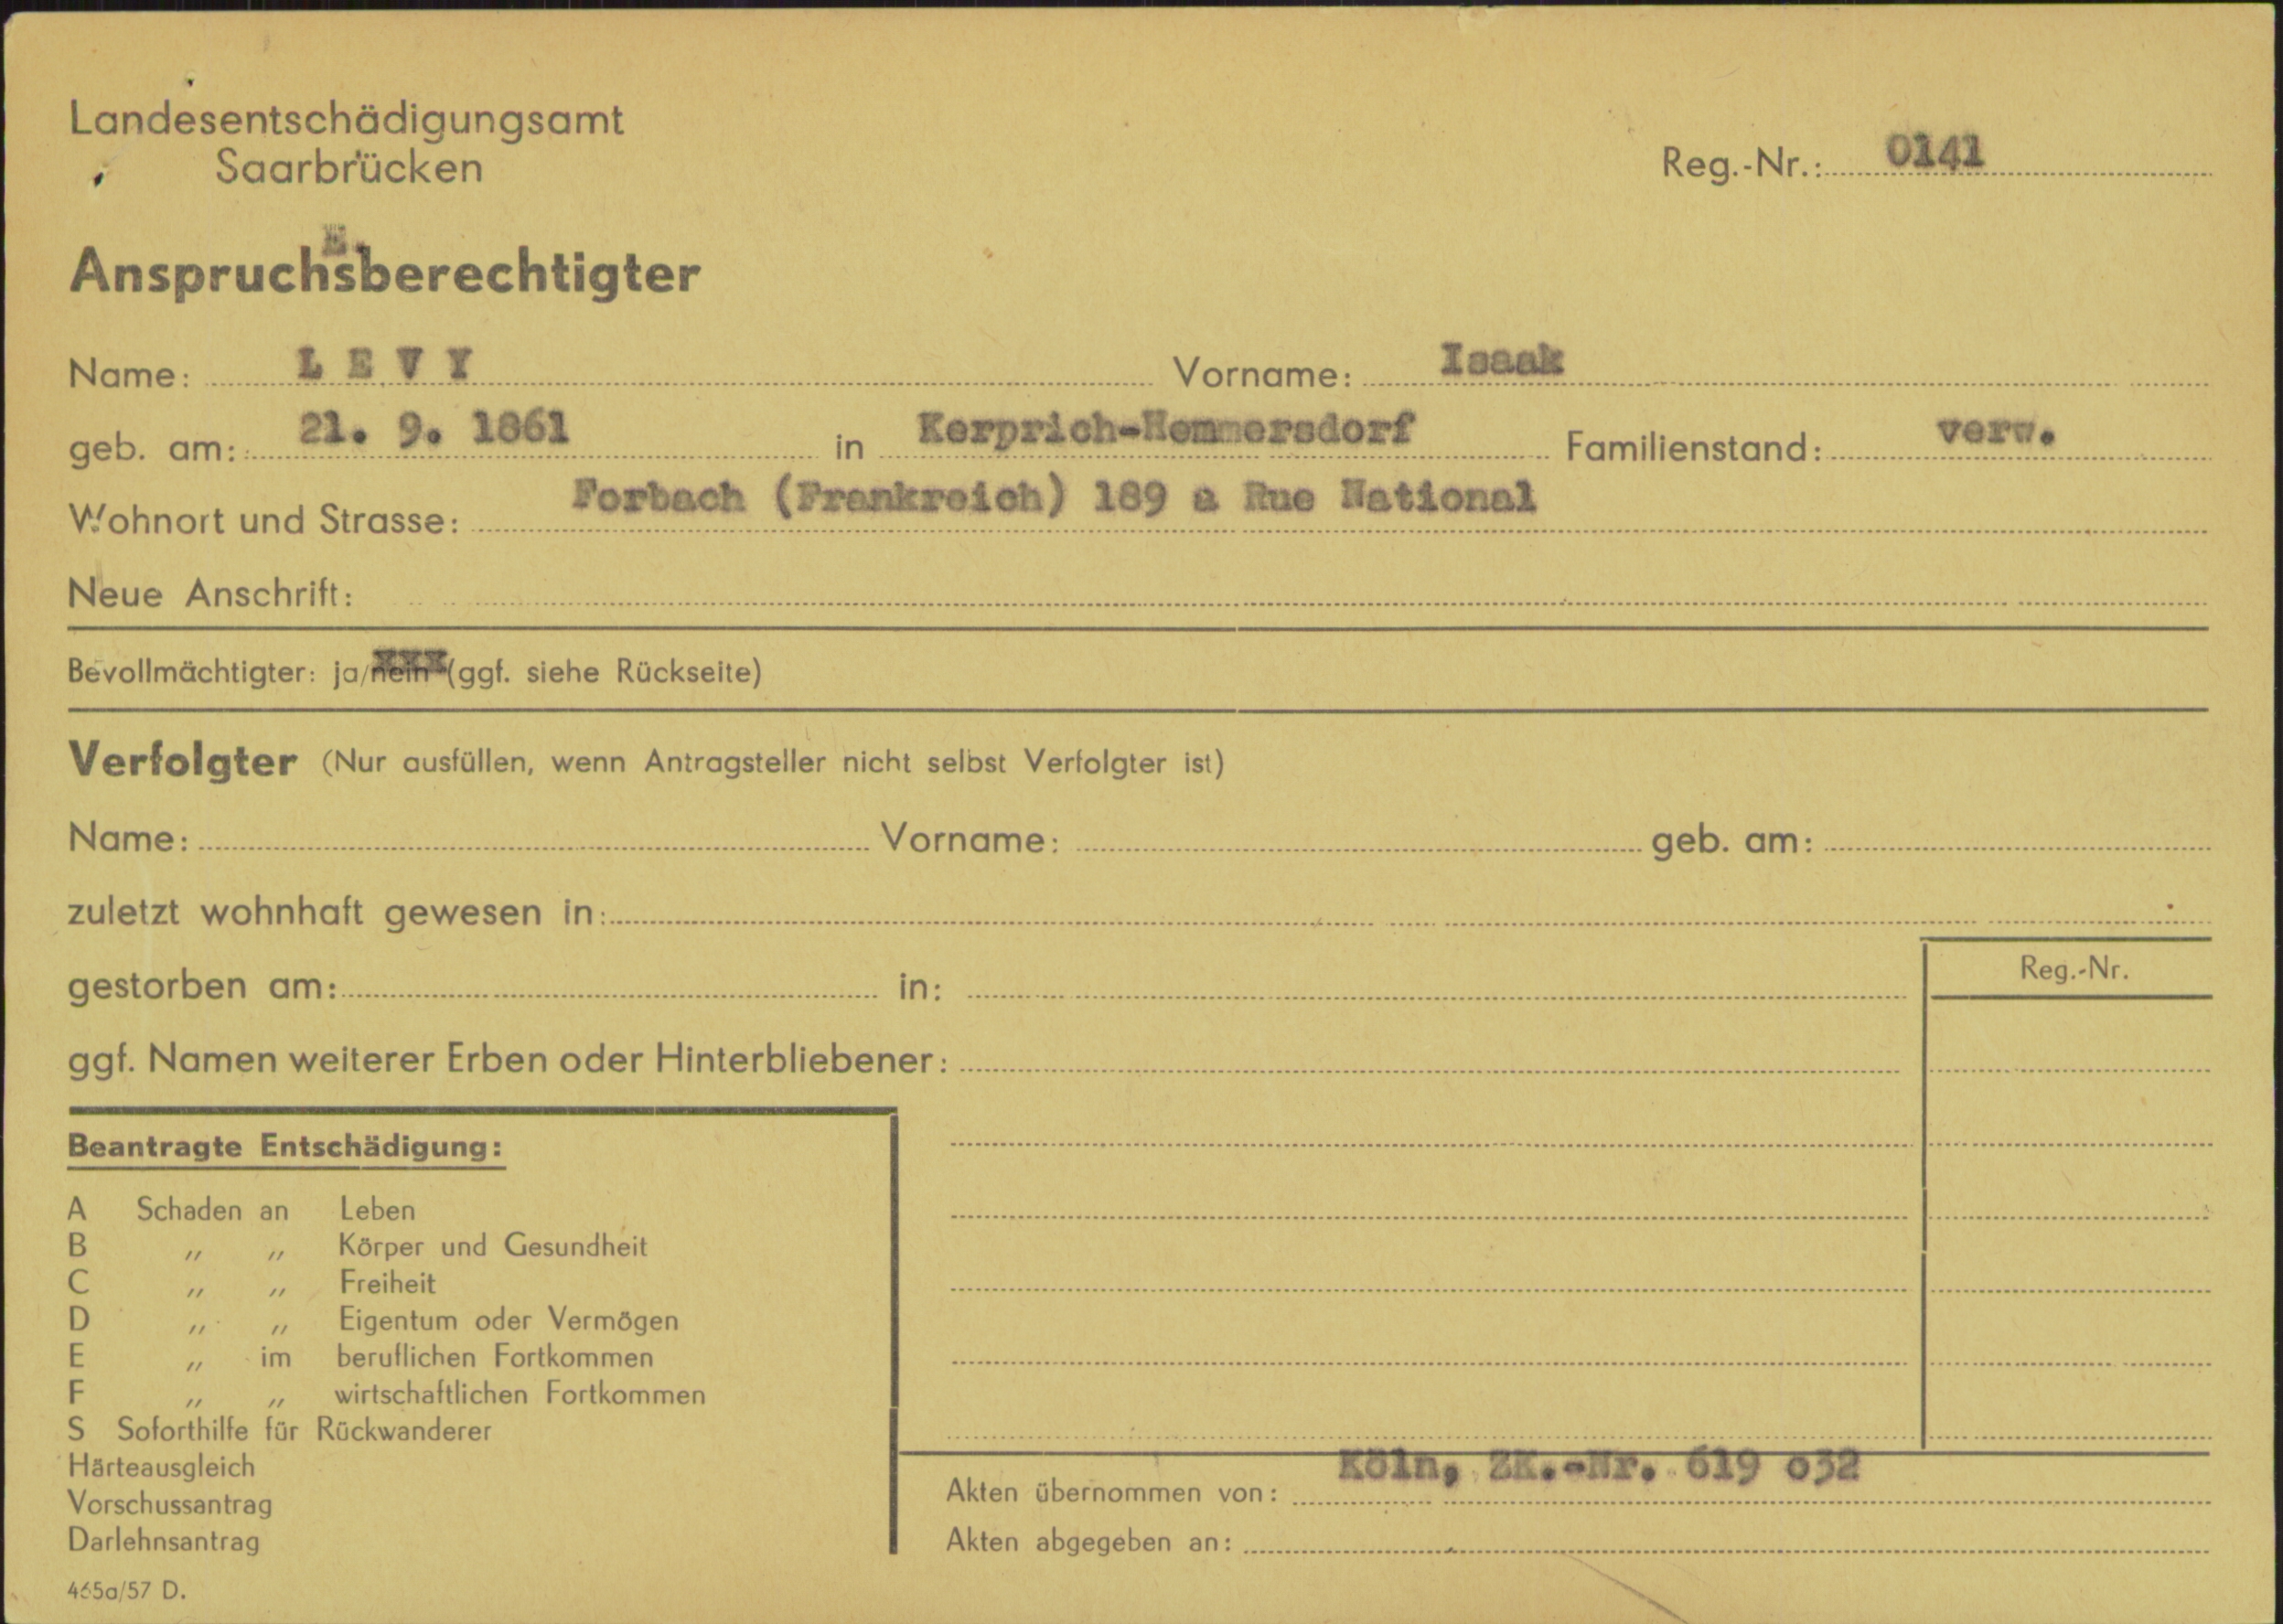 Landesentschädigungsamt
Saarbrücken
Reg.-Nr.: 0141
E.
Anspruchsberechtigter
Name: L E V Y Vorname: Isaak
geb. am: 21. 9. 1861 in Kerprich-Hemmersdorf Familienstand: verw.
Wohnort und Strasse: Forbach (Frankreich) 189 a Rue National
Neue Anschrift:
Bevollmächtigter: ja/nein (ggf. siehe Rückseite)
Verfolgter (Nur ausfüllen, wenn Antragsteller nicht selbst Verfolgter ist)
Name: Vorname: geb. am:
zuletzt wohnhaft gewesen in:
gestorben am: in:
Reg.-Nr.
ggf. Namen weiterer Erben oder Hinterbliebener:
Beantragte Entschädigung:
A Schaden an Leben
B „ „ Körper und Gesundheit
C „ „ Freiheit
D „ „ Eigentum oder Vermögen
E „ im beruflichen Fortkommen
F „ „ wirtschaftlichen Fortkommen
S Soforthilfe für Rückwanderer
Härteausgleich
Vorschussantrag
Darlehnsantrag
Akten übernommen von: Köln, ZK.-Nr. 619 o32
Akten abgegeben an:
465a/57 D.